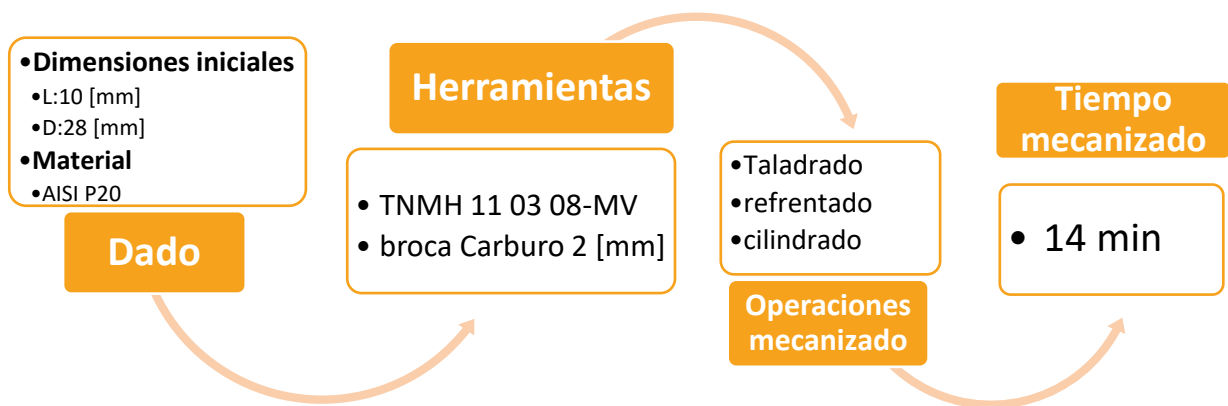 •Dimensiones iniciales
•L:10 [mm]
•D:28 [mm]
•Material
•AISI P20
Dado
Herramientas
• TNMH 11 03 08-MV
• broca Carburo 2 [mm]
•Taladrado
•refrentado
•cilindrado
Operaciones
mecanizado
Tiempo
mecanizado
• 14 min